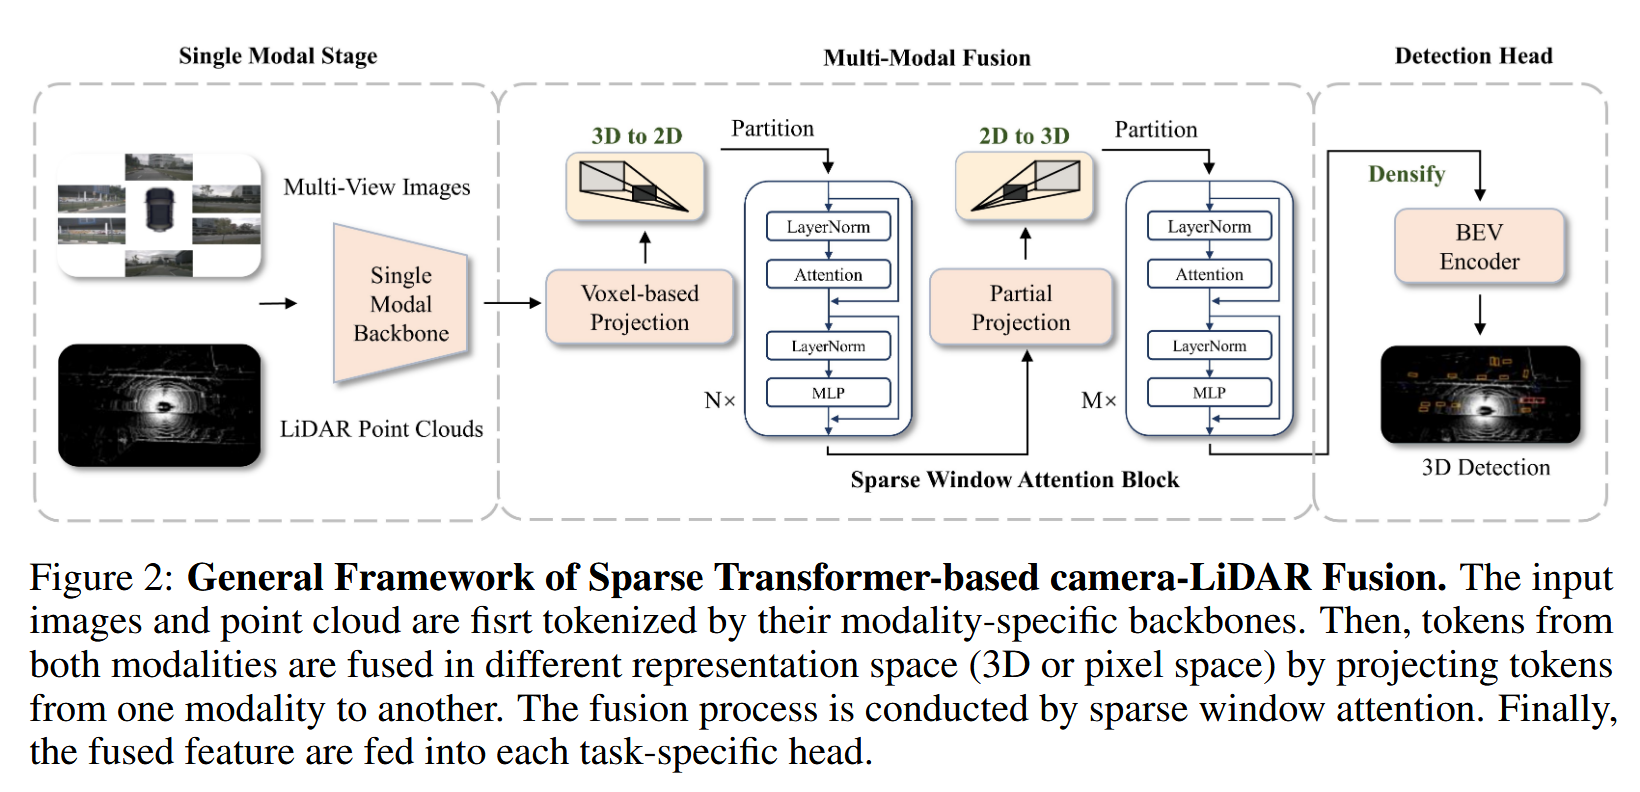 Single Modal Stage
Multi-Modal Fusion
Detection Head
Multi-View Images
Single
Modal
Backbone
LiDAR Point Clouds
3D to 2D
Partition
Voxel-based
Projection
LayerNorm
Attention
LayerNorm
MLP
N×
2D to 3D
Partition
Partial
Projection
LayerNorm
Attention
LayerNorm
MLP
M×
Sparse Window Attention Block
Densify
BEV
Encoder
3D Detection
Figure 2: General Framework of Sparse Transformer-based camera-LiDAR Fusion. The input
images and point cloud are fisrt tokenized by their modality-specific backbones. Then, tokens from
both modalities are fused in different representation space (3D or pixel space) by projecting tokens
from one modality to another. The fusion process is conducted by sparse window attention. Finally,
the fused feature are fed into each task-specific head.